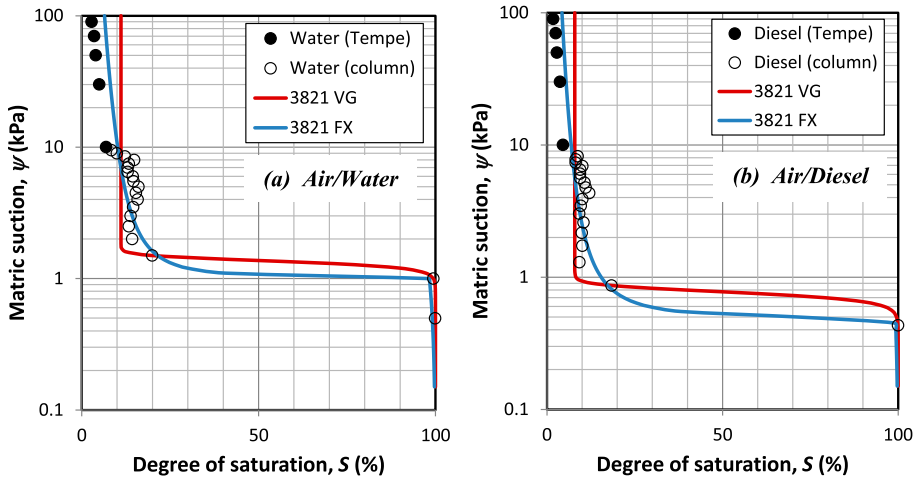 100
10
1
0.1
Matric suction, ψ (kPa)
Water (Tempe)
Water (column)
3821 VG
3821 FX
(a) Air/Water
0
50
100
Degree of saturation, S (%)
100
10
1
0.1
Matric suction, ψ (kPa)
Diesel (Tempe)
Diesel (column)
3821 VG
3821 FX
(b) Air/Diesel
0
50
100
Degree of saturation, S (%)